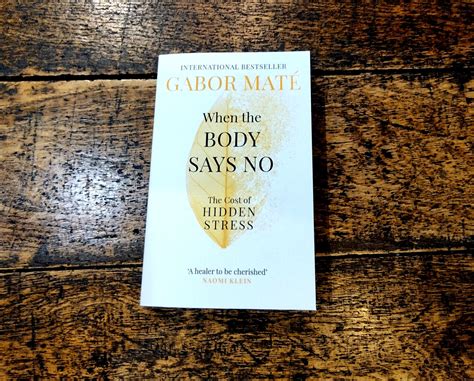 INTERNATIONAL BESTSELLER
GABOR MATÉ
When the
BODY
SAYS NO
The Cost of
HIDDEN
STRESS
'A healer to be cherished'
NAOMI KLEIN